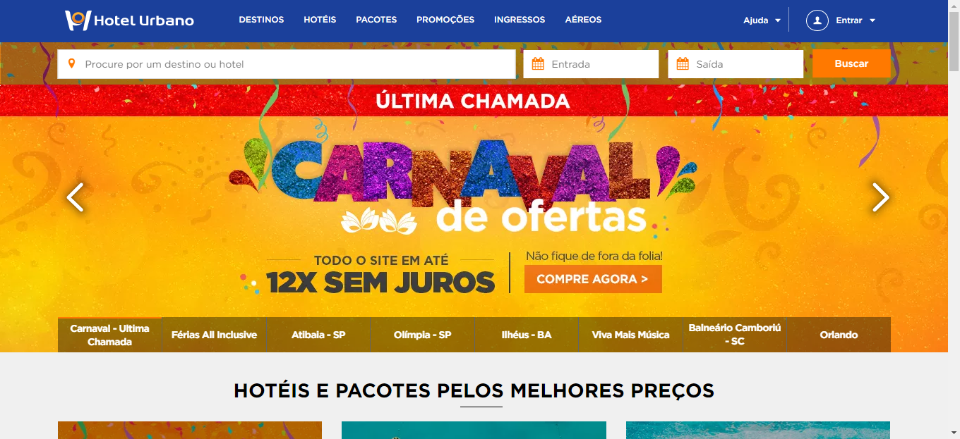 Hotel Urbano
DESTINOS HOTÉIS PACOTES PROMOÇÕES INGRESSOS AÉREOS
Ajuda Entrar
Procure por um destino ou hotel
Entrada
Saída
Buscar
ÚLTIMA CHAMADA
CARNAVAL
de ofertas
TODO O SITE EM ATÉ
12X SEM JUROS
Não fique de fora da folia!
COMPRE AGORA >
Carnaval - Ultima
Chamada
Férias All Inclusive
Atibaia - SP
Olímpia - SP
Ilhéus - BA
Viva Mais Música
Balneário Camboriú
- SC
Orlando
HOTÉIS E PACOTES PELOS MELHORES PREÇOS